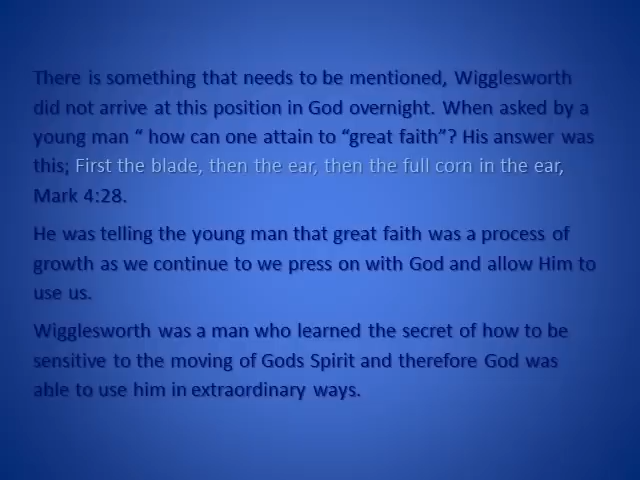 There is something that needs to be mentioned, Wigglesworth
did not arrive at this position in God overnight. When asked by a
young man “ how can one attain to “great faith”? His answer was
this; First the blade, then the ear, then the full corn in the ear,
Mark 4:28.
He was telling the young man that great faith was a process of
growth as we continue to we press on with God and allow Him to
use us.
Wigglesworth was a man who learned the secret of how to be
sensitive to the moving of Gods Spirit and therefore God was
able to use him in extraordinary ways.